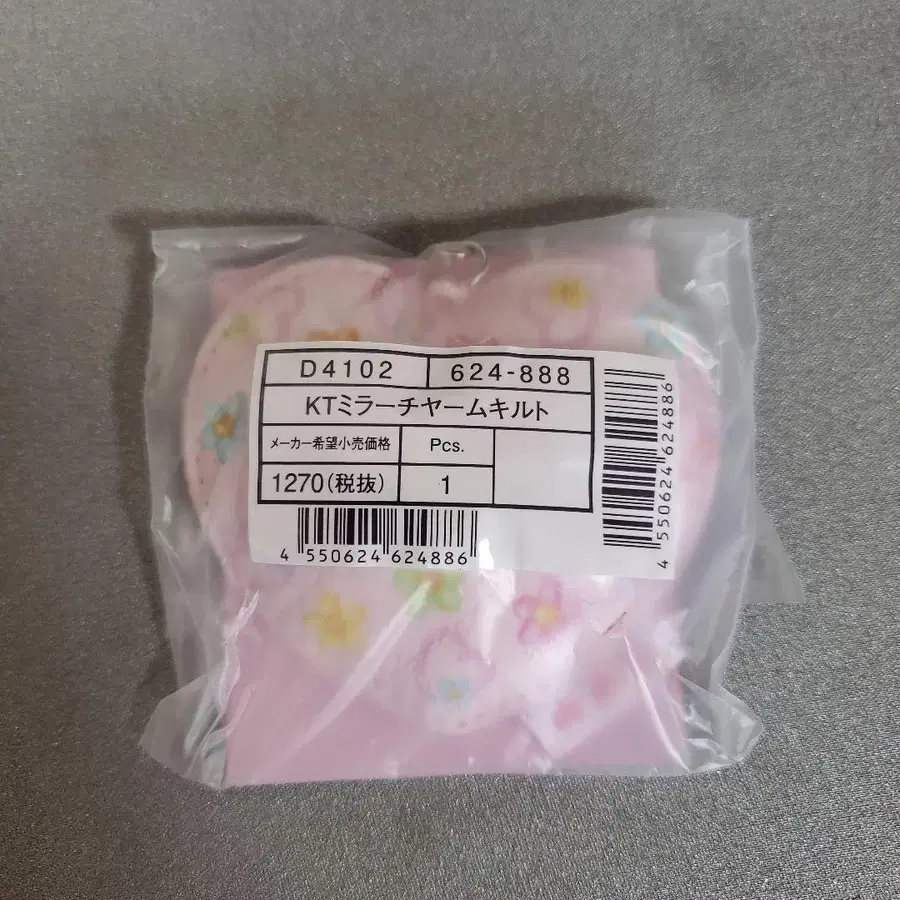 D4102 624-888
KTミラーチヤームキルト
メーカー希望小売価格 Pcs.
1270(税抜) 1
4 550624 624886
4 550624 624886